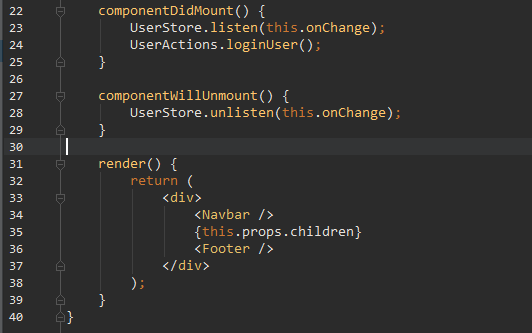 22 componentDidMount() {
23 UserStore.listen(this.onChange);
24 UserActions.loginUser();
25 }
26
27 componentWillUnmount() {
28 UserStore.unlisten(this.onChange);
29 }
30
31 render() {
32 return (
33 <div>
34 <Navbar />
35 {this.props.children}
36 <Footer />
37 </div>
38 );
39 }
40 }